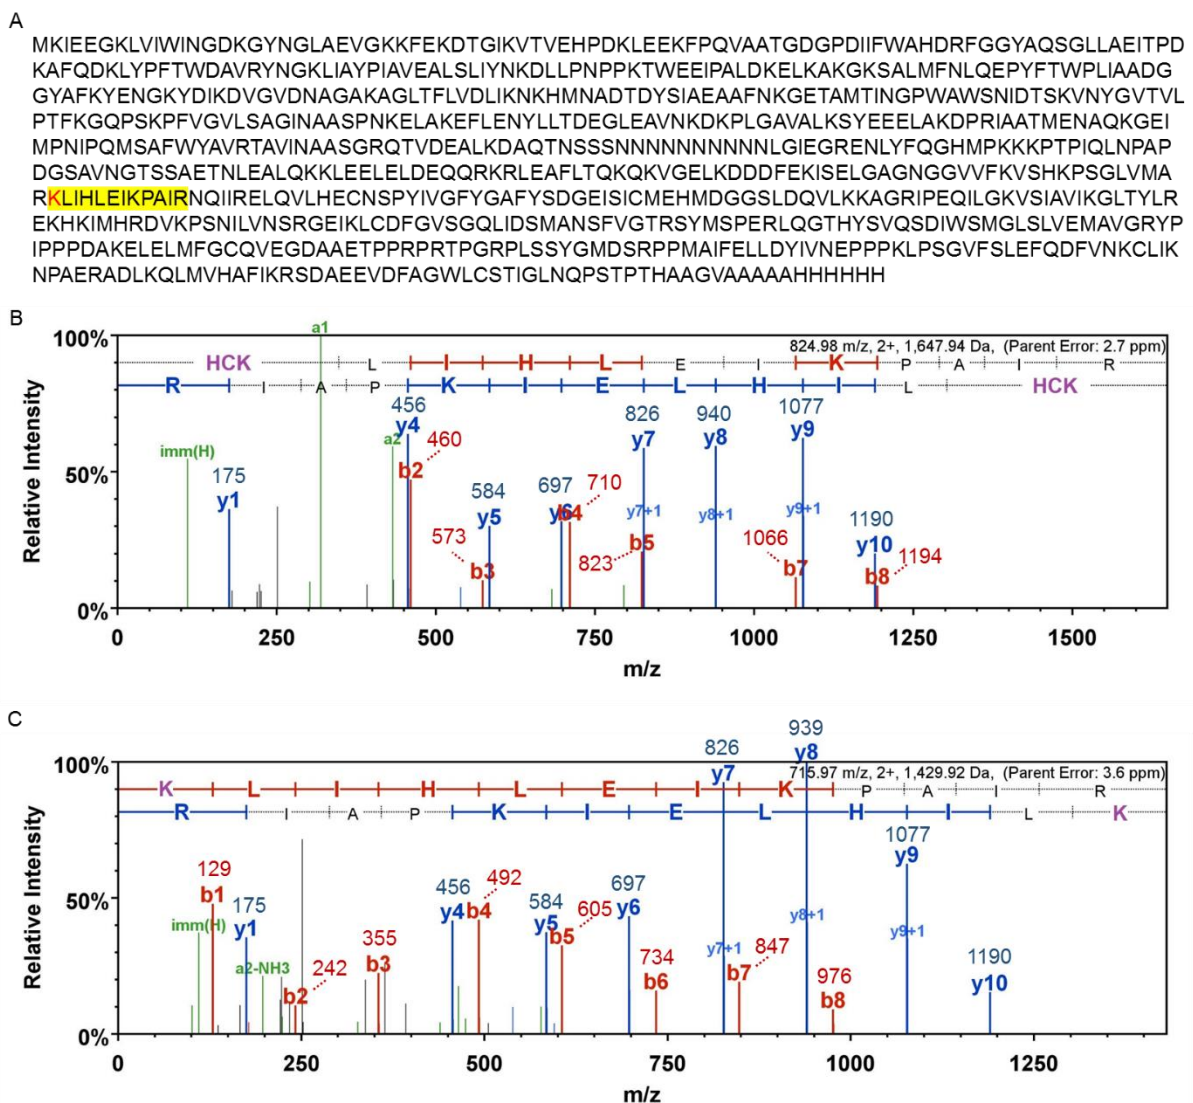 A
MKIEEGKLVIWINGDKGYNGLAEVGKKFEKDTGIKVTVEHPDKLEEKFPQVAATGDGPDIIFWAHDRFGGYAQSGLLAEITPD
KAFQDKLYPFTWDAVRYNGKLIAYPIAVEALSLIYNKDLLPNPPKTWEEIPALDKELKAKGKSALMFNLQEPYFTWPLIAADG
GYAFKYENGKYDIKDVGVDNAGAKAGLTFLVDLIKNKHMNADTDYSIAEAAFNKGETAMTINGPWAWSNIDTSKVNYGVTVL
PTFKGQPSKPFVGVLSAGINAASPNKELAKEFLENYLLTDEGLEAVNKDKPLGAVALKSYEEELAKDPRIAATMENAQKGEI
MPNIPQMSAFWYAVRTAVINAASGRQTVDEALKDAQTNSSSNNNNNNNNNNLGIEGRENLYFQGHMPKKKPTPIQLNPAP
DGSAVNGTSSAETNLEALQKKLEELELDEQQRKRLEAFLTQKQKVGELKDDDFEKISELGAGNGGVVFKVSHKPSGLVMA
RKLIHLEIKPAIRNQIIRELQVLHECNSPYIVGFYGAFYSDGEISICMEHMDGGSLDQVLKKAGRIPEQILGKVSIAVIKGLTYLR
EKHKIMHRDVKPSNILVNSRGEIKLCDFGVSGQLIDSMANSFVGTRSYMSPERLQGTHYSVQSDIWSMGLSLVEMAVGRYP
IPPPDAKELELMFGCQVEGDAAETPPRPRTPGRPLSSYGMDSRPPMAIFELLDYIVNEPPPKLPSGVFSLEFQDFVNKCLIK
NPAERADLKQLMVHAFIKRSDAEEVDFAGWLCSTIGLNQPSTPTHAAGVAAAAAHHHHHH
B
a1
100%
824.98 m/z, 2+, 1,647.94 Da, (Parent Error: 2.7 ppm)
HCK L I H L E I K P A I R
R I A P K I E L H I L HCK
456 826 940 1077
y4 y7 y8 y9
imm(H) a2 460
175 b2 484
50%
y1 584 697 710 y7+1 y8+1 y9+1
y5 y6 b4 1190
573 823 b5 1066 y10 1194
b3 b7 b8
0%
0 250 500 750 1000 1250 1500
m/z
Relative Intensity
C
939
826 y8
100% y7
715.97 m/z, 2+, 1,429.92 Da, (Parent Error: 3.6 ppm)
K L I H L E I K P A I R
R I A P K I E L H I L K
1077
129 456 492 697 y9
b1 175 y4 b4 584 605 y6 y8+1
50%
imm(H) y1 355 y5 b5 y7+1 y9+1
a2-NH3 242 b3 734 847 976 1190
b2 b6 b7 b8 y10
0%
0 250 500 750 1000 1250
m/z
Relative Intensity